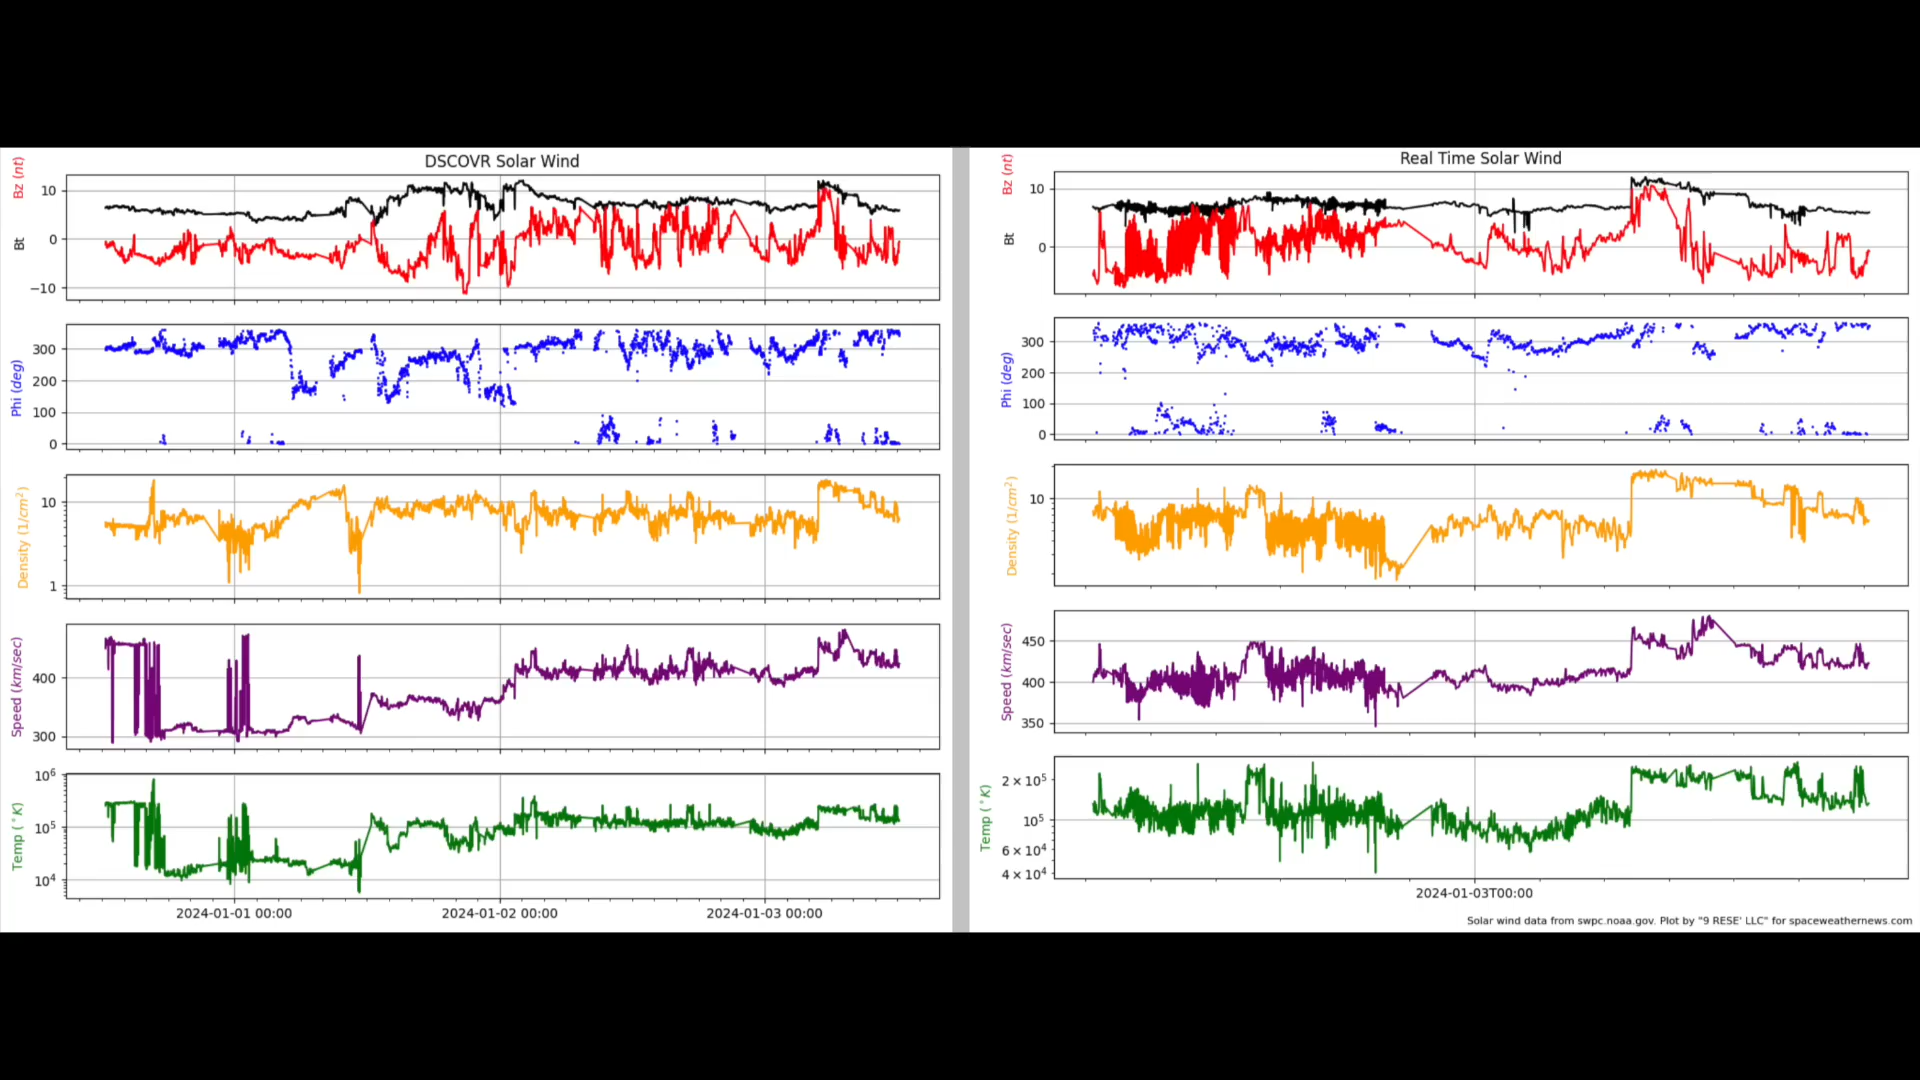 DSCOVR Solar Wind
Bt Bz (nt)
10
0
−10
Phi (deg)
300
200
100
0
Density (1/cm²)
10
1
Speed (km/sec)
400
300
Temp (°K)
10⁶
10⁵
10⁴
2024-01-01 00:00 2024-01-02 00:00 2024-01-03 00:00
Real Time Solar Wind
Bt Bz (nt)
10
0
Phi (deg)
300
200
100
0
Density (1/cm²)
10
Speed (km/sec)
450
400
350
Temp (°K)
2 × 10⁵
10⁵
6 × 10⁴
4 × 10⁴
2024-01-03T00:00
Solar wind data from swpc.noaa.gov. Plot by "9 RESE' LLC" for spaceweathernews.com